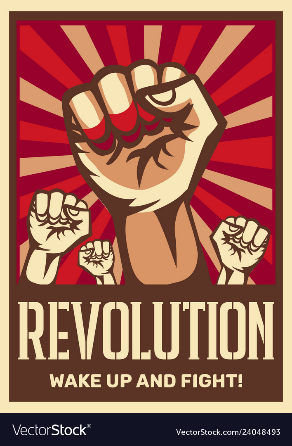 REVOLUTION
WAKE UP AND FIGHT!
VectorStock®
VectorStock.com/24048493